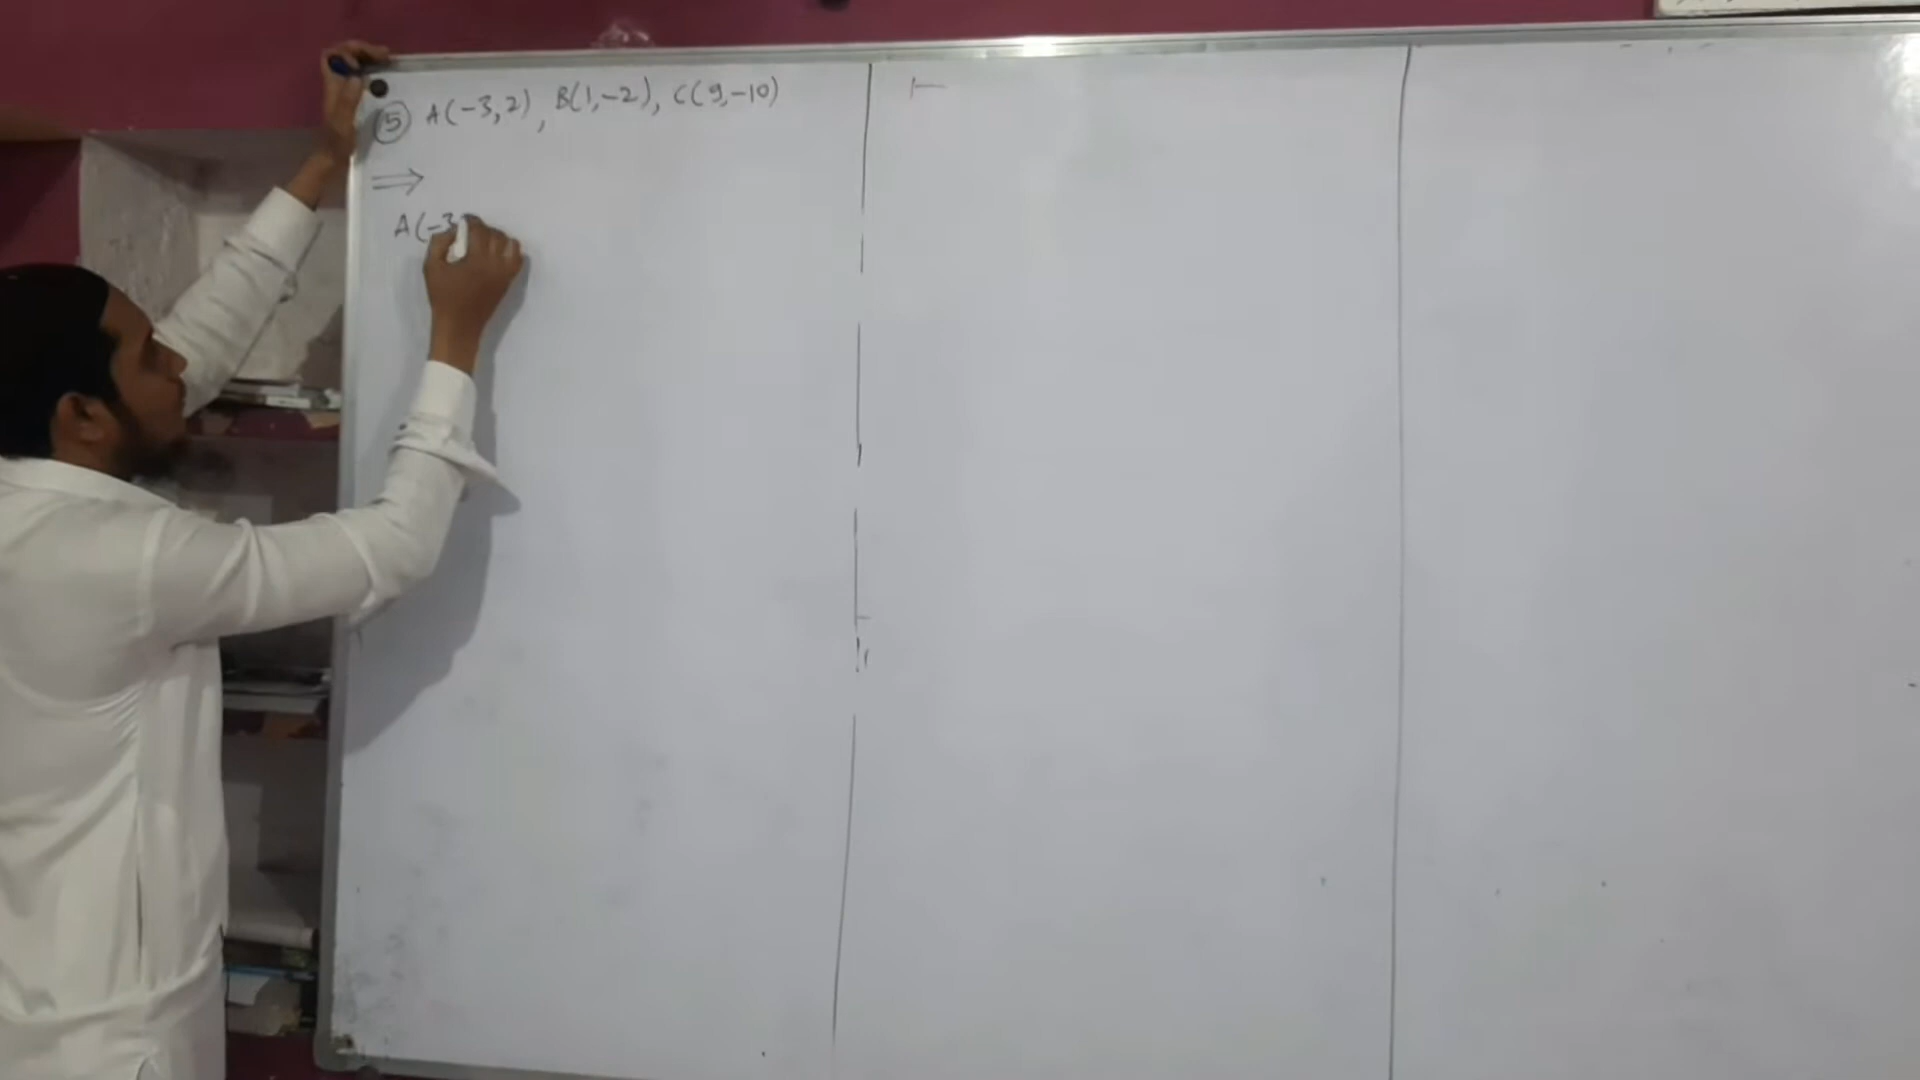 ⑤ A(-3,2), B(1,-2), C(9,-10)
⇒
A(-3